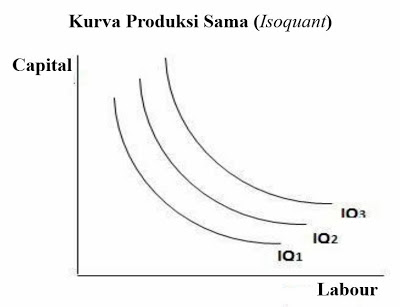 Kurva Produksi Sama (Isoquant)
Capital
IQ3
IQ2
IQ1
Labour